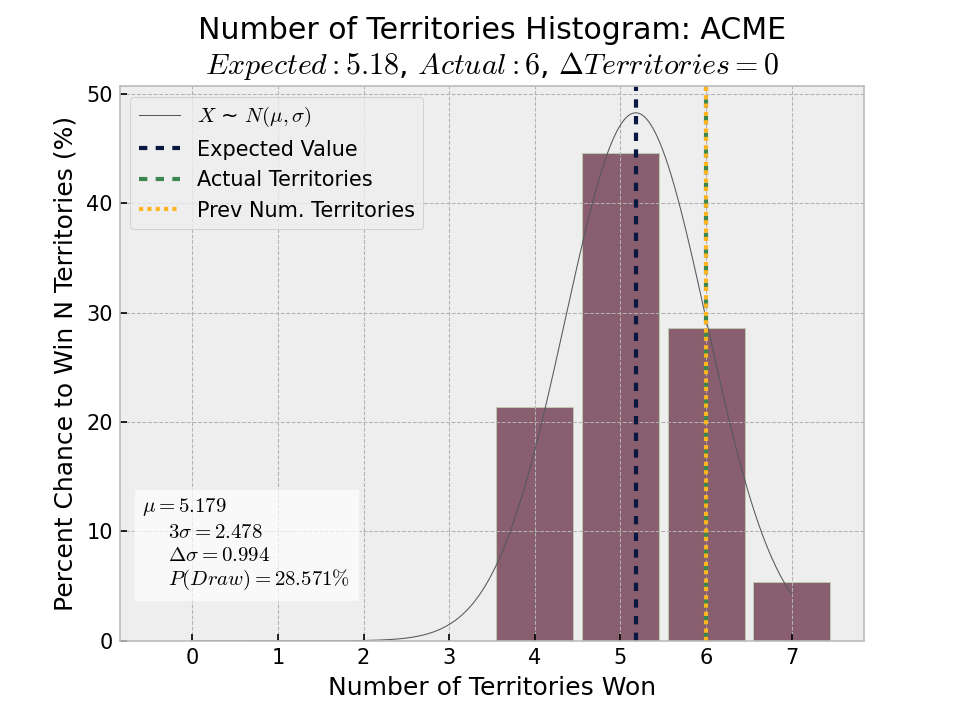 Number of Territories Histogram: ACME
Expected : 5.18, Actual : 6, ΔTerritories = 0
Percent Chance to Win N Territories (%)
50
40
30
20
10
0
X ~ N(μ, σ)
Expected Value
Actual Territories
Prev Num. Territories
μ = 5.179
3σ = 2.478
Δσ = 0.994
P(Draw) = 28.571%
0 1 2 3 4 5 6 7
Number of Territories Won